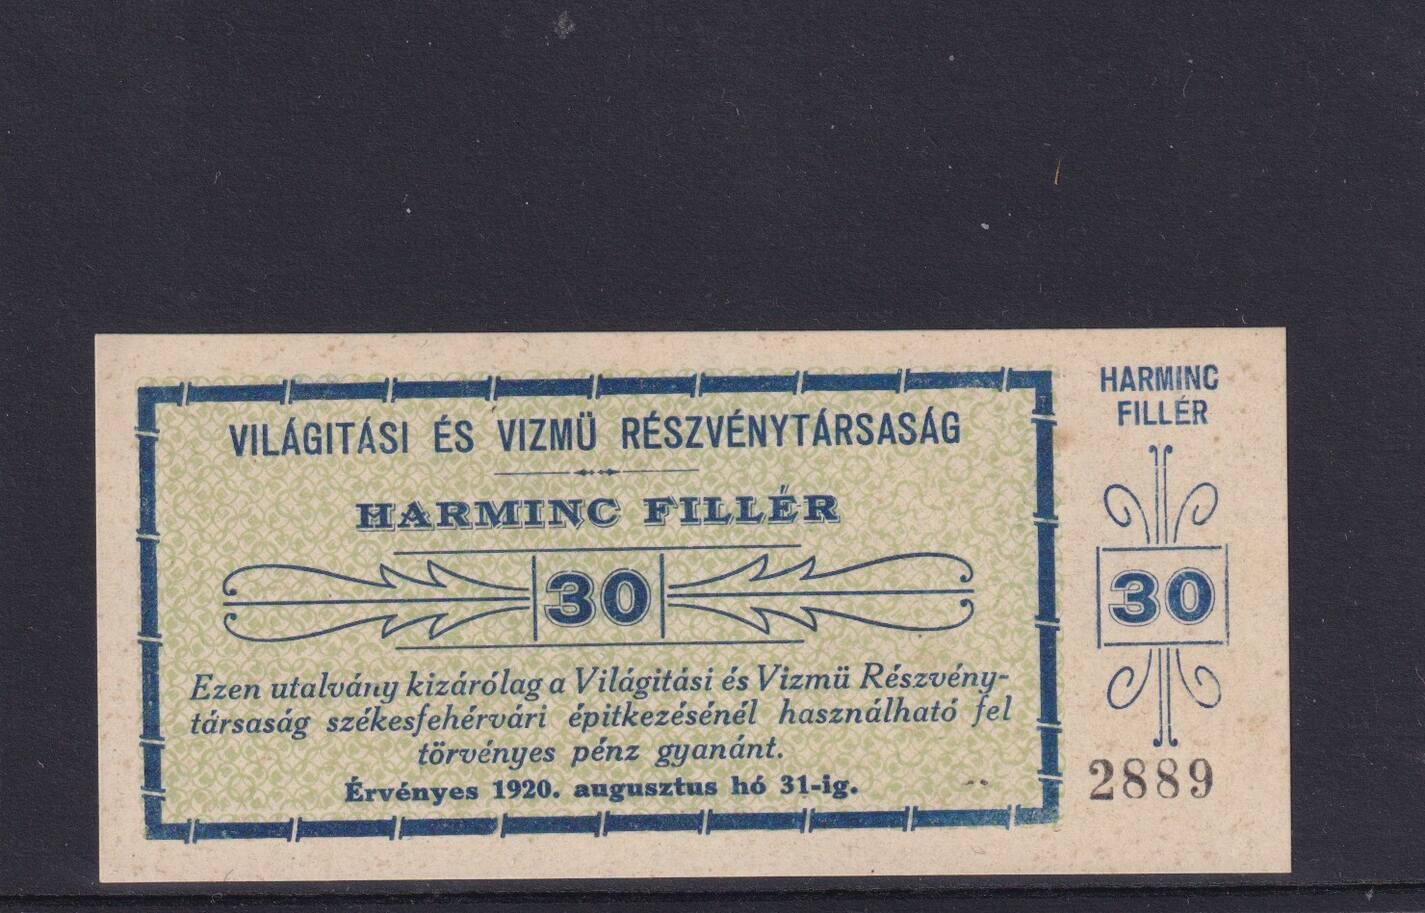 VILÁGITÁSI ÉS VIZMÜ RÉSZVÉNYTÁRSASÁG
HARMINC FILLÉR
30
Ezen utalvány kizárólag a Világitási és Vizmü Részvény-
társaság székesfehérvári épitkezésénél használható fel
törvényes pénz gyanánt.
Érvényes 1920. augusztus hó 31-ig.
HARMINC
FILLÉR
30
2889